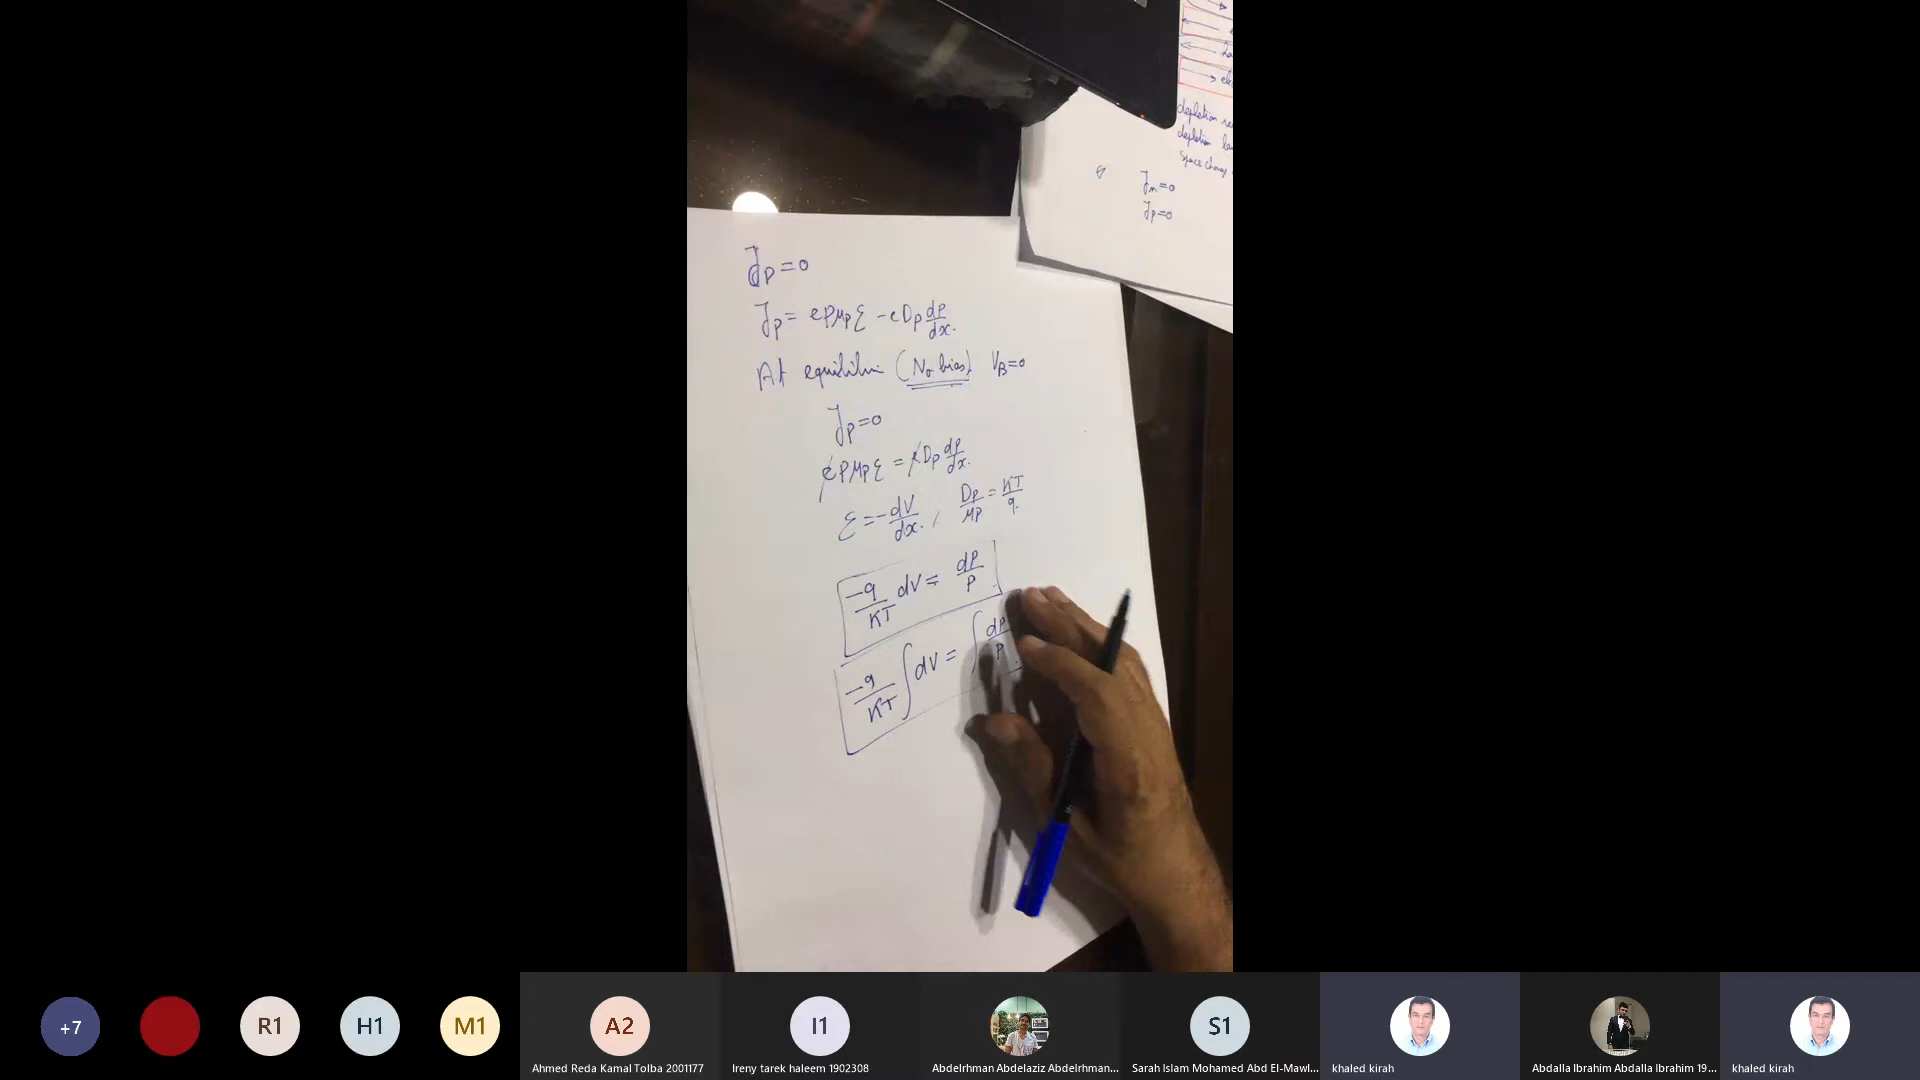 Jp=0
Jp = ePμpƐ - eDp dP/dx.
At equilibri (No bias) VB=0
Jp=0
ePμpƐ = eDp dP/dx.
Ɛ = -dV/dx. , Dp/μp = KT/q.
-q/KT dV = dP/P
-q/KT ∫dV = ∫dP/P
depletion
depletion
space charge
Jn=0
Jp=0
+7
R1
H1
M1
A2
Ahmed Reda Kamal Tolba 2001177
I1
Ireny tarek haleem 1902308
Abdelrhman Abdelaziz Abdelrhman...
S1
Sarah Islam Mohamed Abd El-Mawl...
khaled kirah
Abdalla Ibrahim Abdalla Ibrahim 19...
khaled kirah